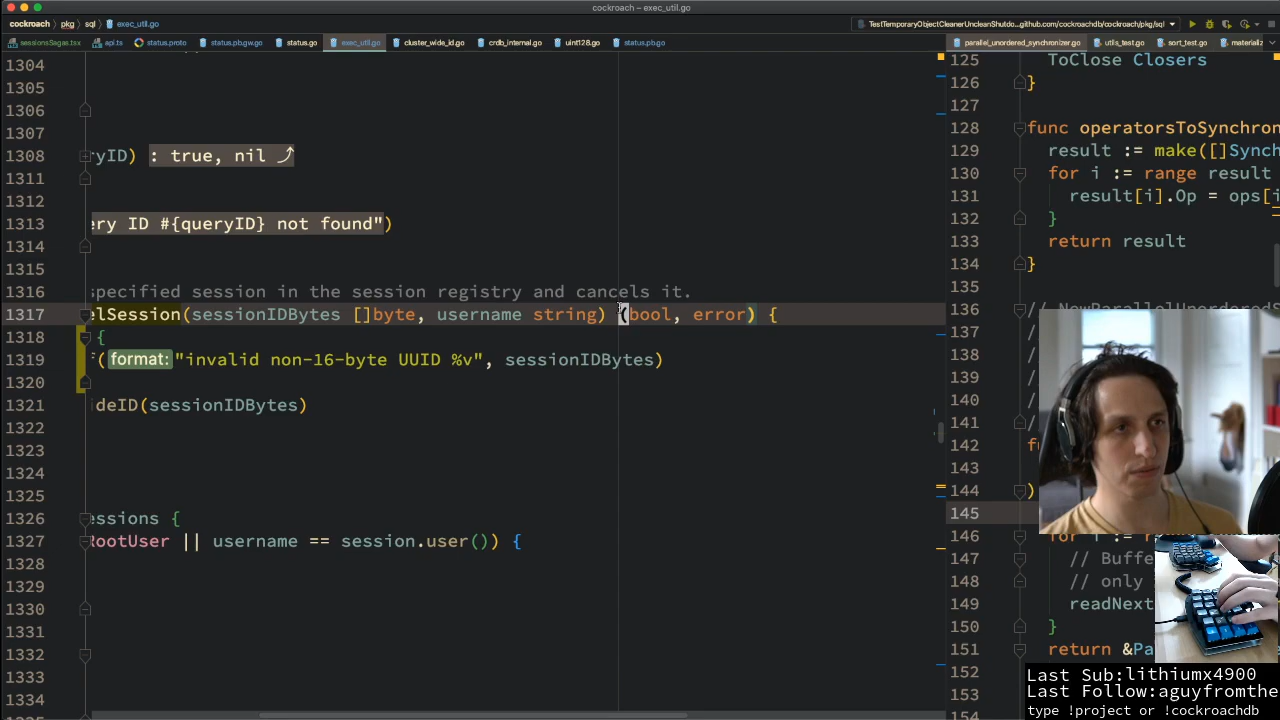 cockroach – exec_util.go
cockroach › pkg › sql › exec_util.go
TestTemporaryObjectCleanerUncleanShutdo...github.com/cockroachdb/cockroach/pkg/sql
sessionsSagas.tsx api.ts status.proto status.pb.gw.go status.go exec_util.go cluster_wide_id.go crdb_internal.go uint128.go status.pb.go
parallel_unordered_synchronizer.go utils_test.go sort_test.go materializ
1304
1305
1306
1307
1308 ryID) : true, nil
1311
1312
1313 ery ID #{queryID} not found")
1314
1315
1316 specified session in the session registry and cancels it.
1317 elSession(sessionIDBytes []byte, username string) (bool, error) {
1318 {
1319 f(format: "invalid non-16-byte UUID %v", sessionIDBytes)
1320
1321 ideID(sessionIDBytes)
1322
1323
1324
1325
1326 essions {
1327 RootUser || username == session.user()) {
1328
1329
1330
1331
1332
1333
1334
125 ToClose Closers
126 }
127
128 func operatorsToSynchron
129 result := make([]Synch
130 for i := range result
131 result[i].Op = ops[i
132 }
133 return result
134 }
135
136
137 /
138 /
139 /
140 /
141 /
142 fu
143
144 )
145
146 for i := r
147 // Buffe
148 // only
149 readNext
150 }
151 return &Pa
152
153
154
Last Sub:lithiumx4900
Last Follow:aguyfromthe
type !project or !cockroachdb